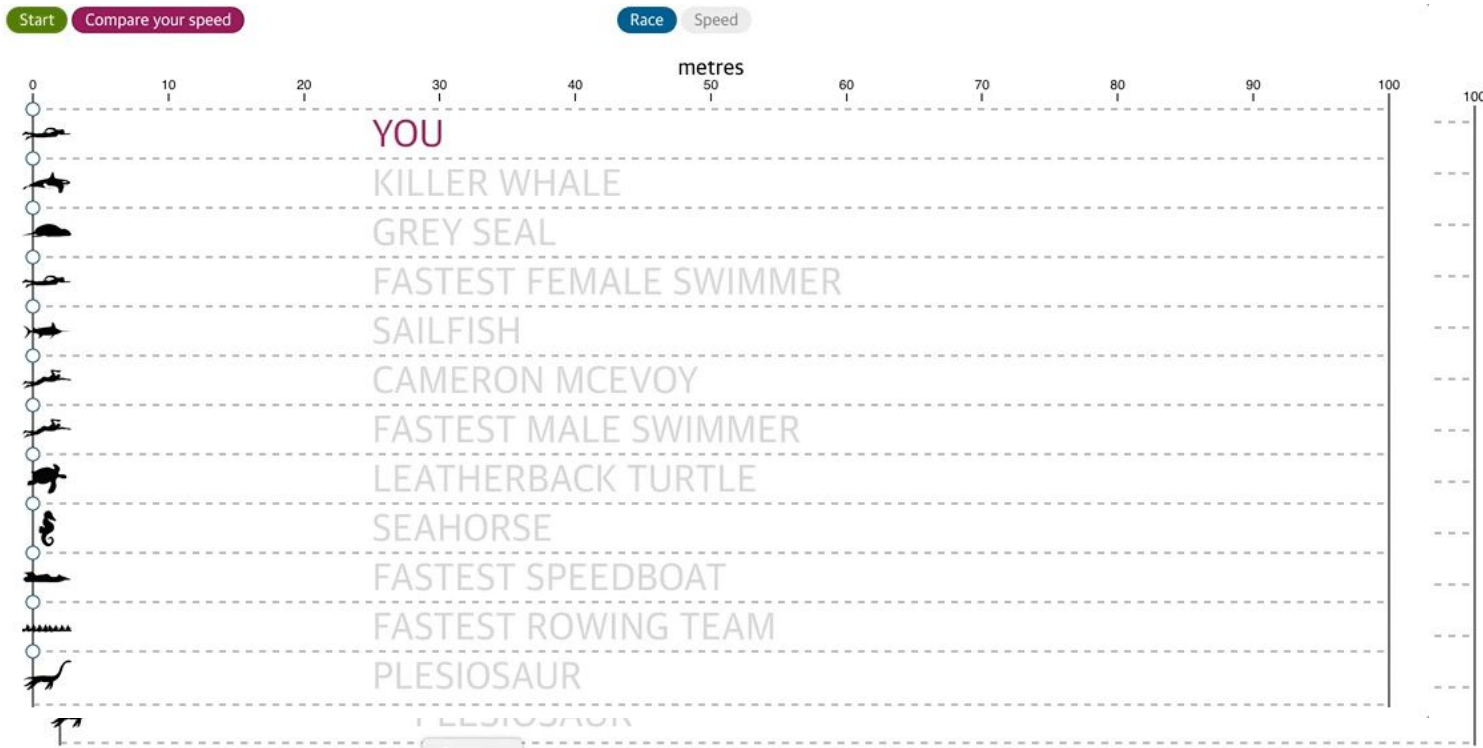 Start Compare your speed Race Speed
metres
0 10 20 30 40 50 60 70 80 90 100 100
YOU
KILLER WHALE
GREY SEAL
FASTEST FEMALE SWIMMER
SAILFISH
CAMERON MCEVOY
FASTEST MALE SWIMMER
LEATHERBACK TURTLE
SEAHORSE
FASTEST SPEEDBOAT
FASTEST ROWING TEAM
PLESIOSAUR
PLESIOSAUR